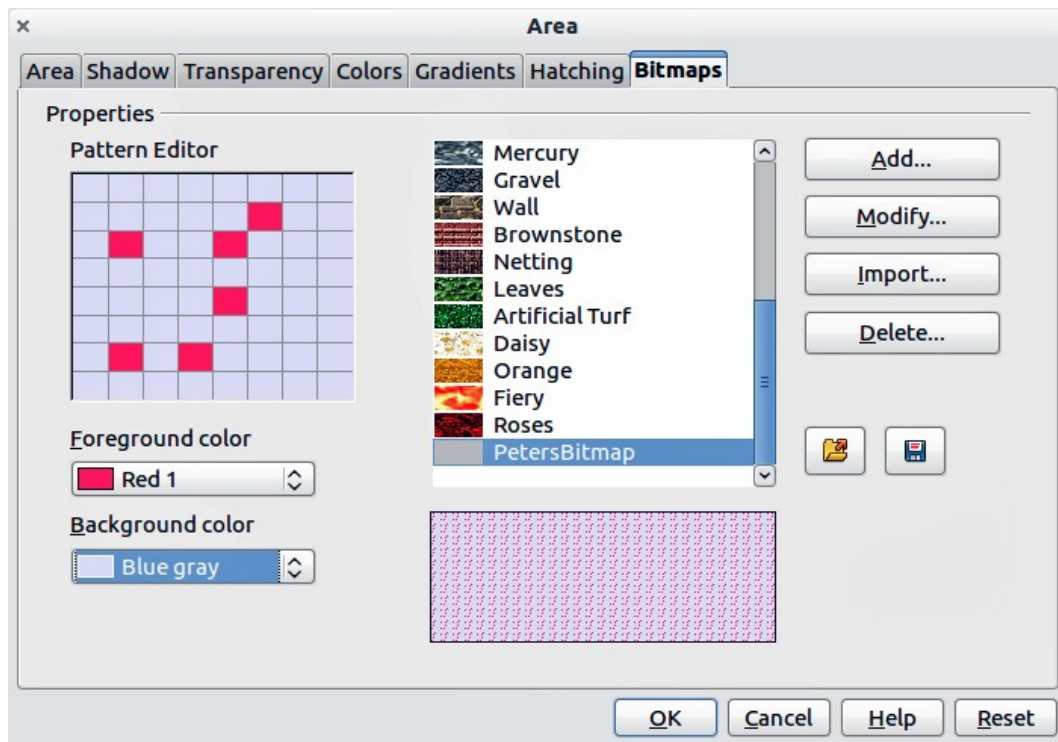 Area
Area Shadow Transparency Colors Gradients Hatching Bitmaps
Properties
Pattern Editor
Foreground color
Red 1
Background color
Blue gray
Mercury
Gravel
Wall
Brownstone
Netting
Leaves
Artificial Turf
Daisy
Orange
Fiery
Roses
PetersBitmap
Add...
Modify...
Import...
Delete...
OK Cancel Help Reset